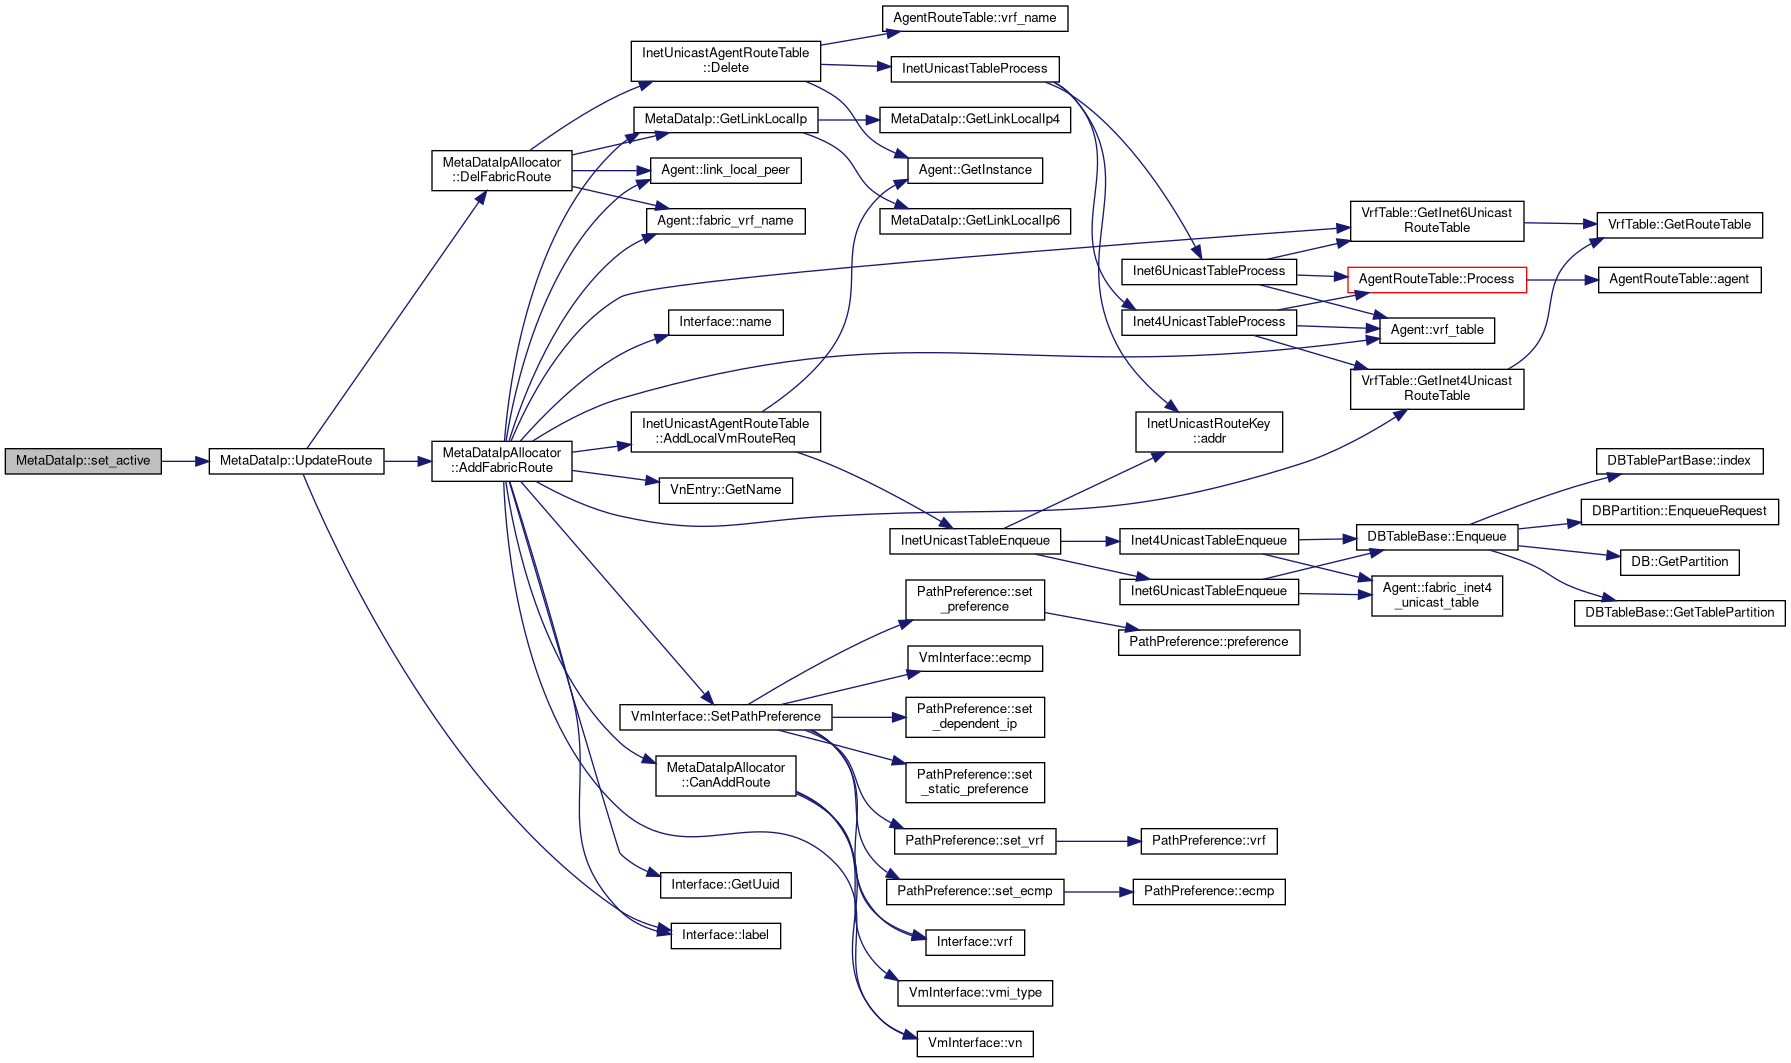 MetaDataIp::set_active
MetaDataIp::UpdateRoute
MetaDataIpAllocator
::DelFabricRoute
MetaDataIpAllocator
::AddFabricRoute
InetUnicastAgentRouteTable
::Delete
MetaDataIp::GetLinkLocalIp
Agent::link_local_peer
Agent::fabric_vrf_name
Interface::name
InetUnicastAgentRouteTable
::AddLocalVmRouteReq
VnEntry::GetName
VmInterface::SetPathPreference
MetaDataIpAllocator
::CanAddRoute
Interface::GetUuid
Interface::label
AgentRouteTable::vrf_name
InetUnicastTableProcess
MetaDataIp::GetLinkLocalIp4
Agent::GetInstance
MetaDataIp::GetLinkLocalIp6
InetUnicastTableEnqueue
PathPreference::set
_preference
VmInterface::ecmp
PathPreference::set
_dependent_ip
PathPreference::set
_static_preference
PathPreference::set_vrf
PathPreference::set_ecmp
Interface::vrf
VmInterface::vmi_type
VmInterface::vn
Inet6UnicastTableProcess
Inet4UnicastTableProcess
InetUnicastRouteKey
::addr
Inet4UnicastTableEnqueue
Inet6UnicastTableEnqueue
PathPreference::preference
PathPreference::vrf
PathPreference::ecmp
VrfTable::GetInet6Unicast
RouteTable
AgentRouteTable::Process
Agent::vrf_table
VrfTable::GetInet4Unicast
RouteTable
DBTableBase::Enqueue
Agent::fabric_inet4
_unicast_table
VrfTable::GetRouteTable
AgentRouteTable::agent
DBTablePartBase::index
DBPartition::EnqueueRequest
DB::GetPartition
DBTableBase::GetTablePartition